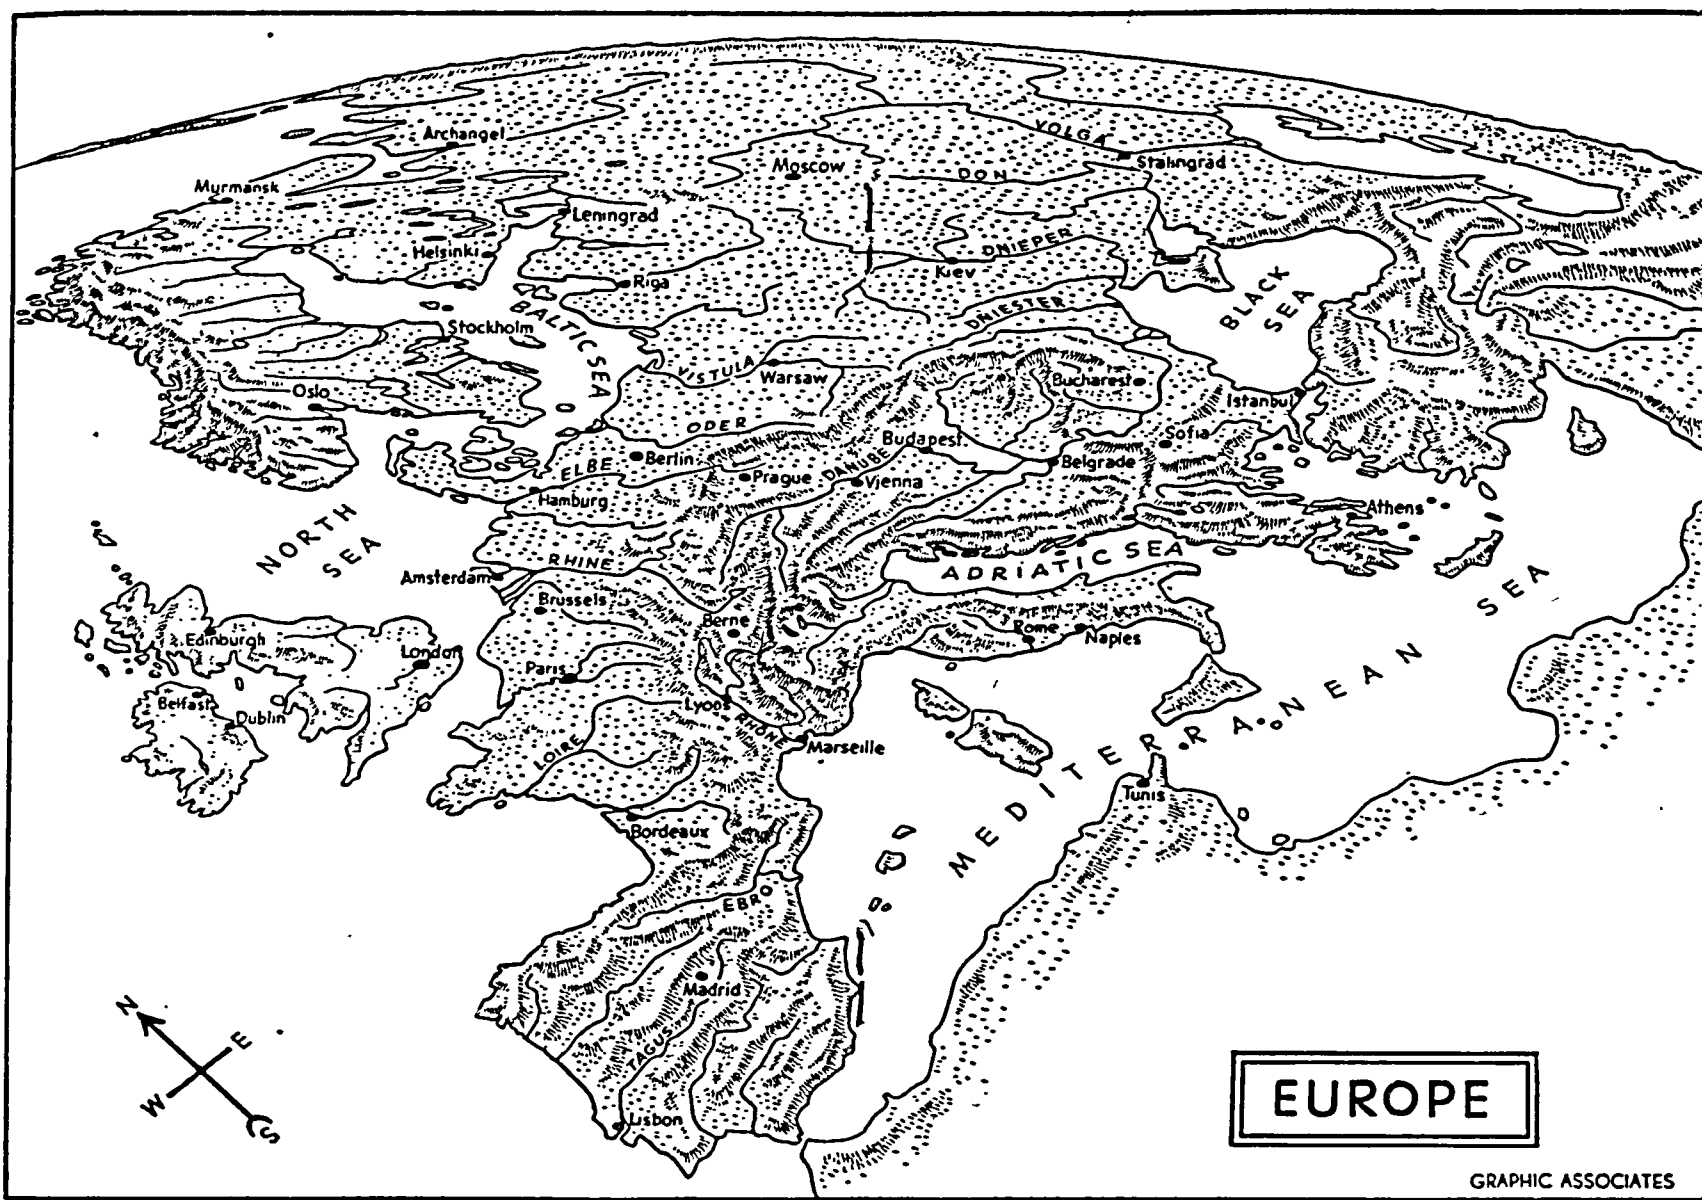 Archangel
VOLGA
Moscow
Stalingrad
DON
Murmansk
Leningrad
Helsinki
DNIEPER
Kiev
Riga
BALTIC SEA
BLACK
SEA
DNIESTER
Stockholm
VISTULA
Warsaw
Bucharest
Oslo
Istanbul
ODER
Budapest
Sofia
ELBE
Berlin
DANUBE
Belgrade
Prague
Vienna
Hamburg
Athens
NORTH
SEA
RHINE
ADRIATIC SEA
Amsterdam
Brussels
Berne
Rome
Naples
Edinburgh
London
Paris
Belfast
Dublin
Lyons
RHÔNE
Marseille
LOIRE
MEDITERRANEAN SEA
Tunis
Bordeaux
EBRO
Madrid
TAGUS
Lisbon
N
E
W
S
EUROPE
GRAPHIC ASSOCIATES